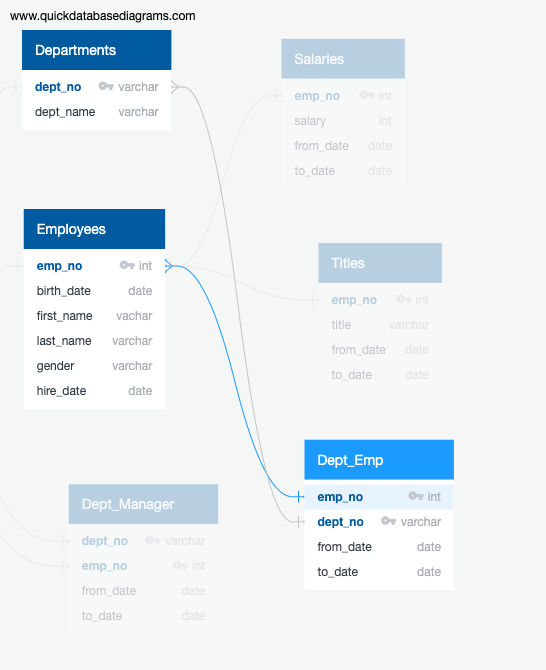 www.quickdatabasediagrams.com
Departments
dept_no varchar
dept_name varchar
Salaries
emp_no int
salary int
from_date date
to_date date
Employees
emp_no int
birth_date date
first_name vachar
last_name varchar
gender varchar
hire_date date
Titles
emp_no int
title varchar
from_date date
to_date date
Dept_Emp
emp_no int
dept_no varchar
from_date date
to_date date
Dept_Manager
dept_no varchar
emp_no int
from_date date
to_date date